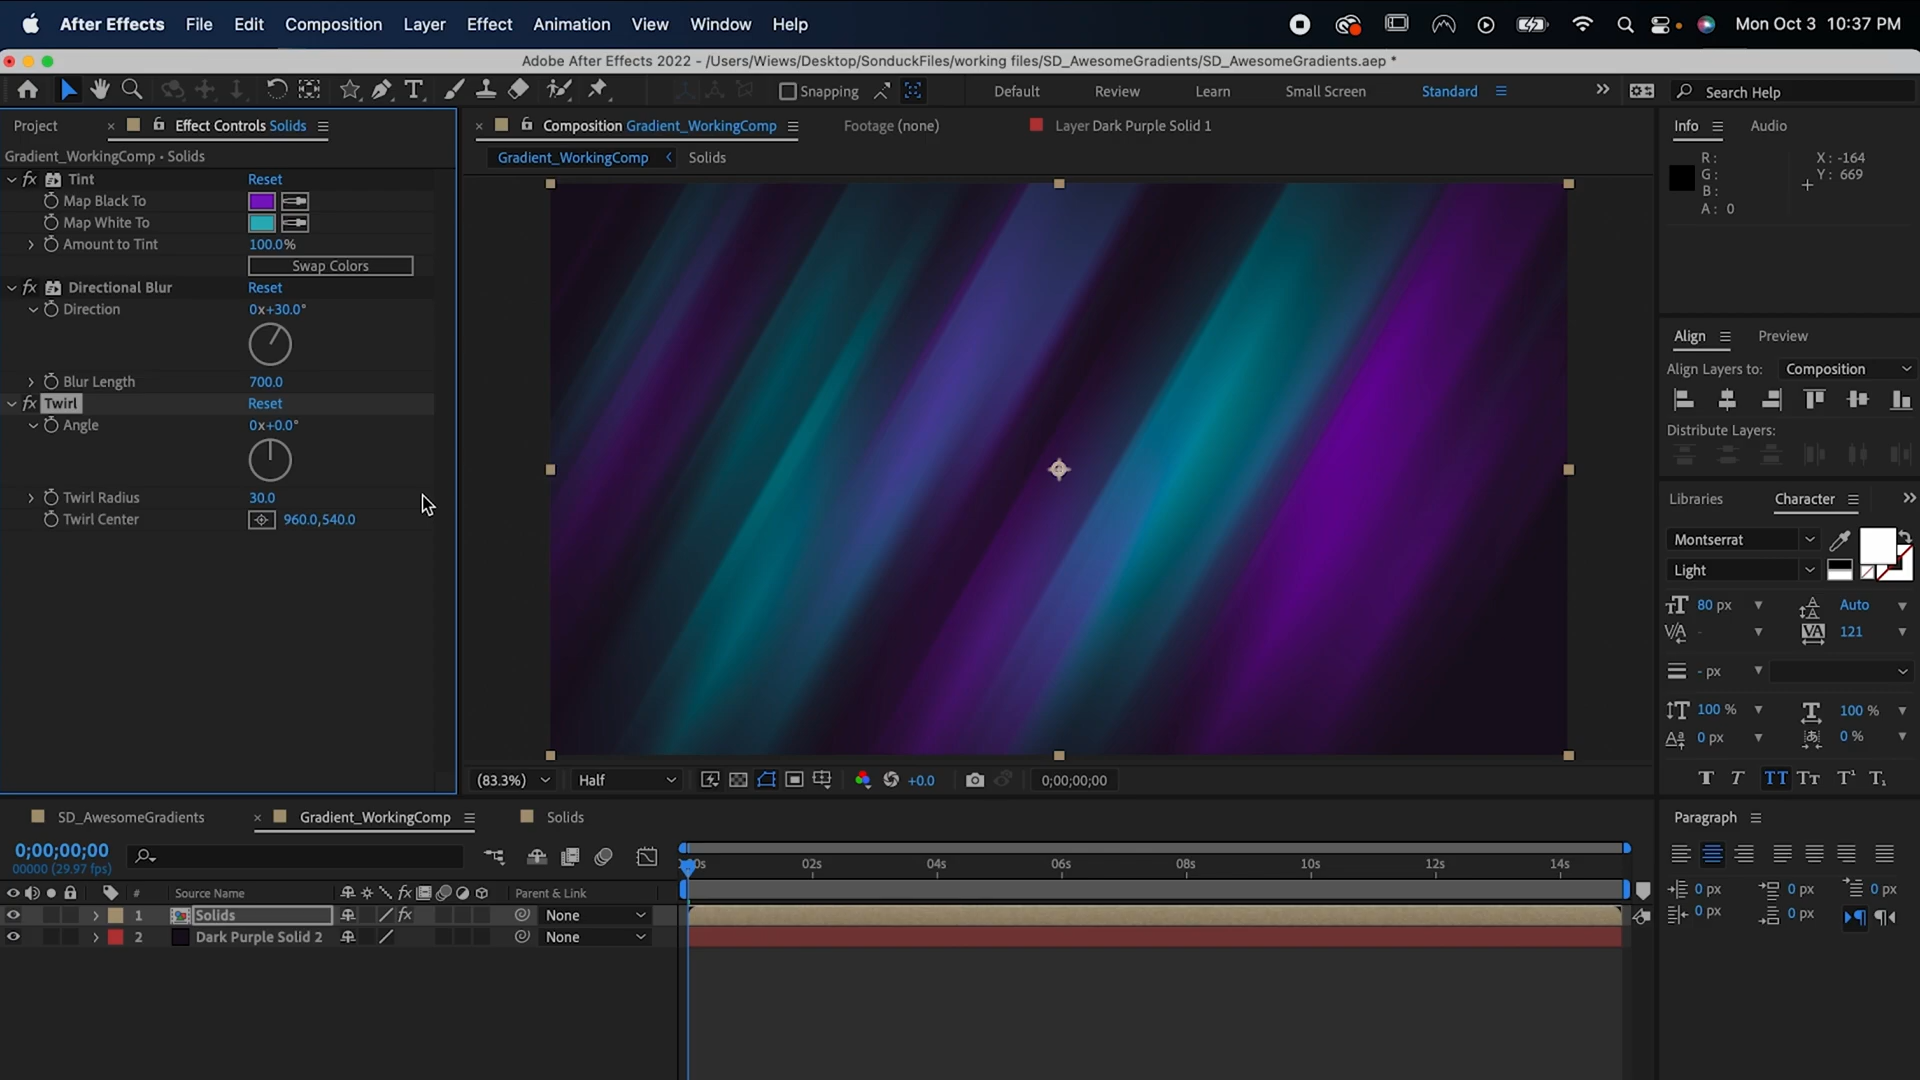 After Effects File Edit Composition Layer Effect Animation View Window Help Mon Oct 3 10:37 PM
Adobe After Effects 2022 - /Users/Wiews/Desktop/SonduckFiles/working files/SD_AwesomeGradients/SD_AwesomeGradients.aep *
Snapping Default Review Learn Small Screen Standard Search Help
Project Effect Controls Solids
Gradient_WorkingComp • Solids
fx Tint Reset
Map Black To
Map White To
Amount to Tint 100.0%
Swap Colors
fx Directional Blur Reset
Direction 0x+30.0°
Blur Length 700.0
fx Twirl Reset
Angle 0x+0.0°
Twirl Radius 30.0
Twirl Center 960.0,540.0
Composition Gradient_WorkingComp Footage (none) Layer Dark Purple Solid 1
Gradient_WorkingComp Solids
(83.3%) Half +0.0 0;00;00;00
Info Audio
R: X: -164
G: Y: 669
B:
A: 0
Align Preview
Align Layers to: Composition
Distribute Layers:
Libraries Character
Montserrat
Light
80 px Auto
- 121
- px
100 % 100 %
0 px 0 %
Paragraph
0 px 0 px 0 px
0 px 0 px
SD_AwesomeGradients Gradient_WorkingComp Solids
0;00;00;00
00000 (29.97 fps)
00s 02s 04s 06s 08s 10s 12s 14s
# Source Name fx Parent & Link
1 Solids fx None
2 Dark Purple Solid 2 None